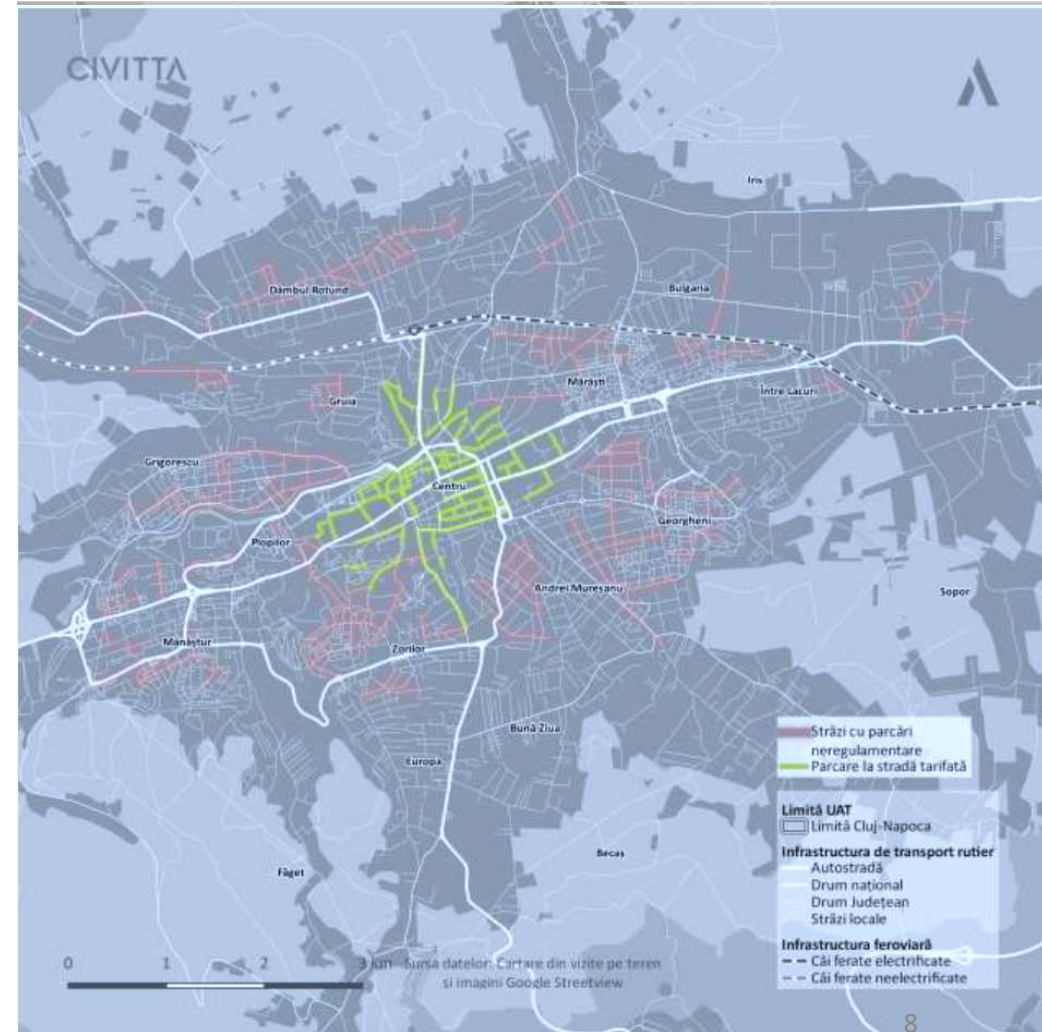 CIVITTA
Iris
Dâmbul Rotund
Bulgaria
Mărăști
Gruia
Între Lacuri
Grigorescu
Centru
Georgheni
Plopilor
Andrei Mureșanu
Sopor
Mănăștur
Zorilor
Bună Ziua
Străzi cu parcări
neregulamentare
Parcare la stradă tarifată
Europa
Limită UAT
Limită Cluj-Napoca
Infrastructura de transport rutier
Autostradă
Drum național
Drum Județean
Străzi locale
Becaș
Făget
Infrastructura feroviară
Căi ferate electrificate
Căi ferate neelectrificate
0 1 2 3 km
Sursa datelor: Cartare din vizite pe teren
și imagini Google Streetview
8